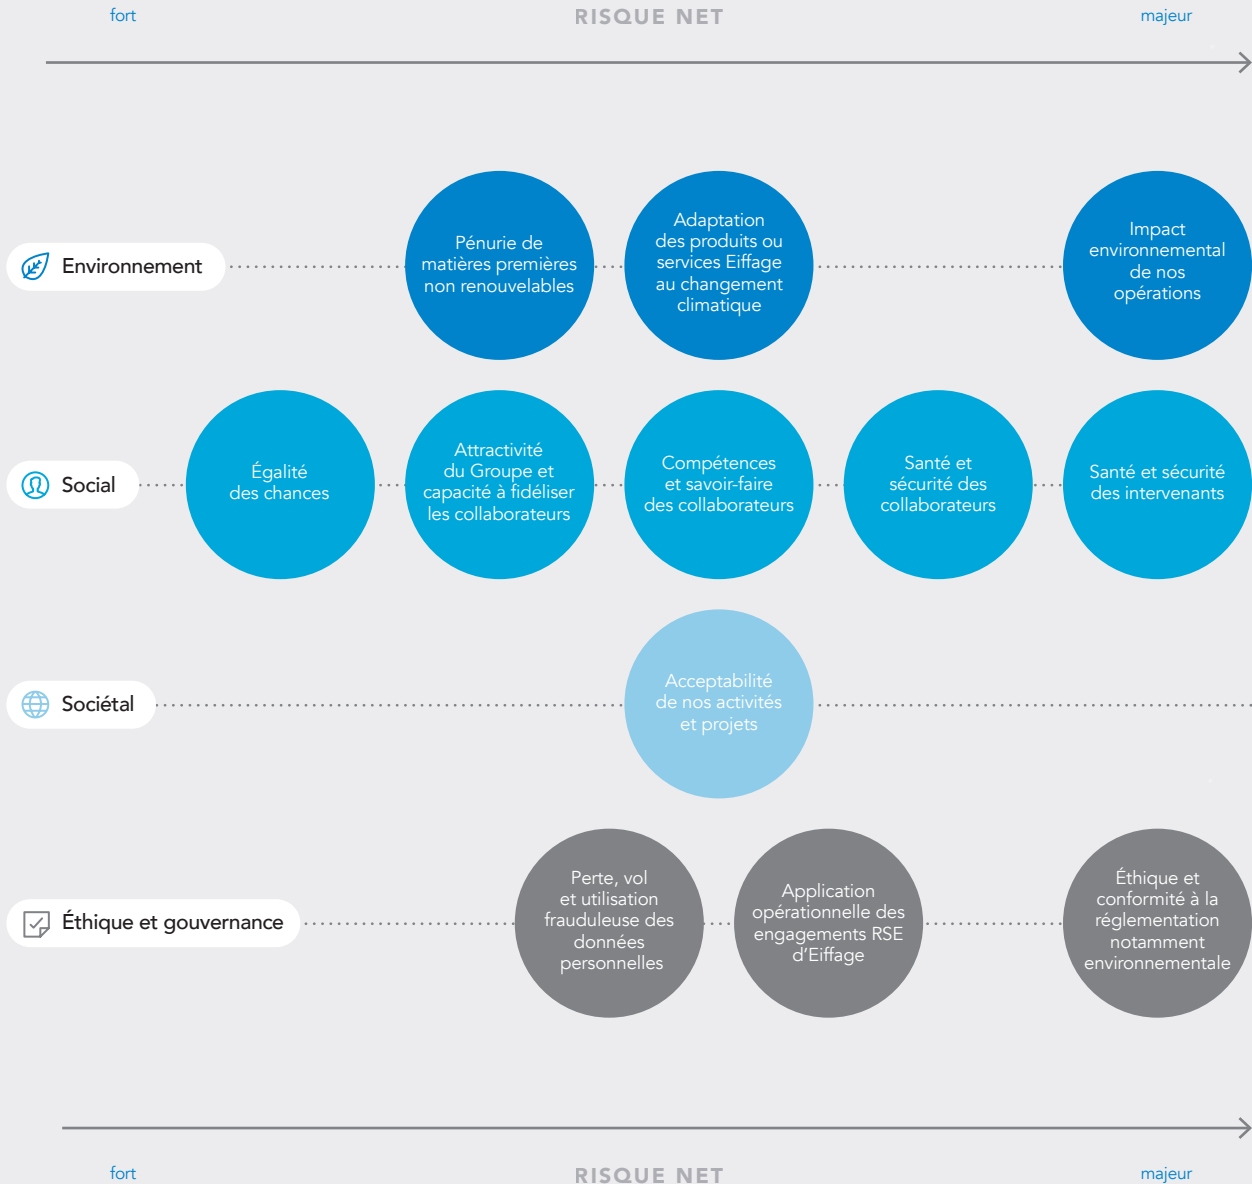 fort RISQUE NET majeur
Environnement
Pénurie de
matières premières
non renouvelables
Adaptation
des produits ou
services Eiffage
au changement
climatique
Impact
environnemental
de nos
opérations
Social
Égalité
des chances
Attractivité
du Groupe et
capacité à fidéliser
les collaborateurs
Compétences
et savoir-faire
des collaborateurs
Santé et
sécurité des
collaborateurs
Santé et sécurité
des intervenants
Sociétal
Acceptabilité
de nos activités
et projets
Éthique et gouvernance
Perte, vol
et utilisation
frauduleuse des
données
personnelles
Application
opérationnelle des
engagements RSE
d’Eiffage
Éthique et
conformité à la
réglementation
notamment
environnementale
fort RISQUE NET majeur